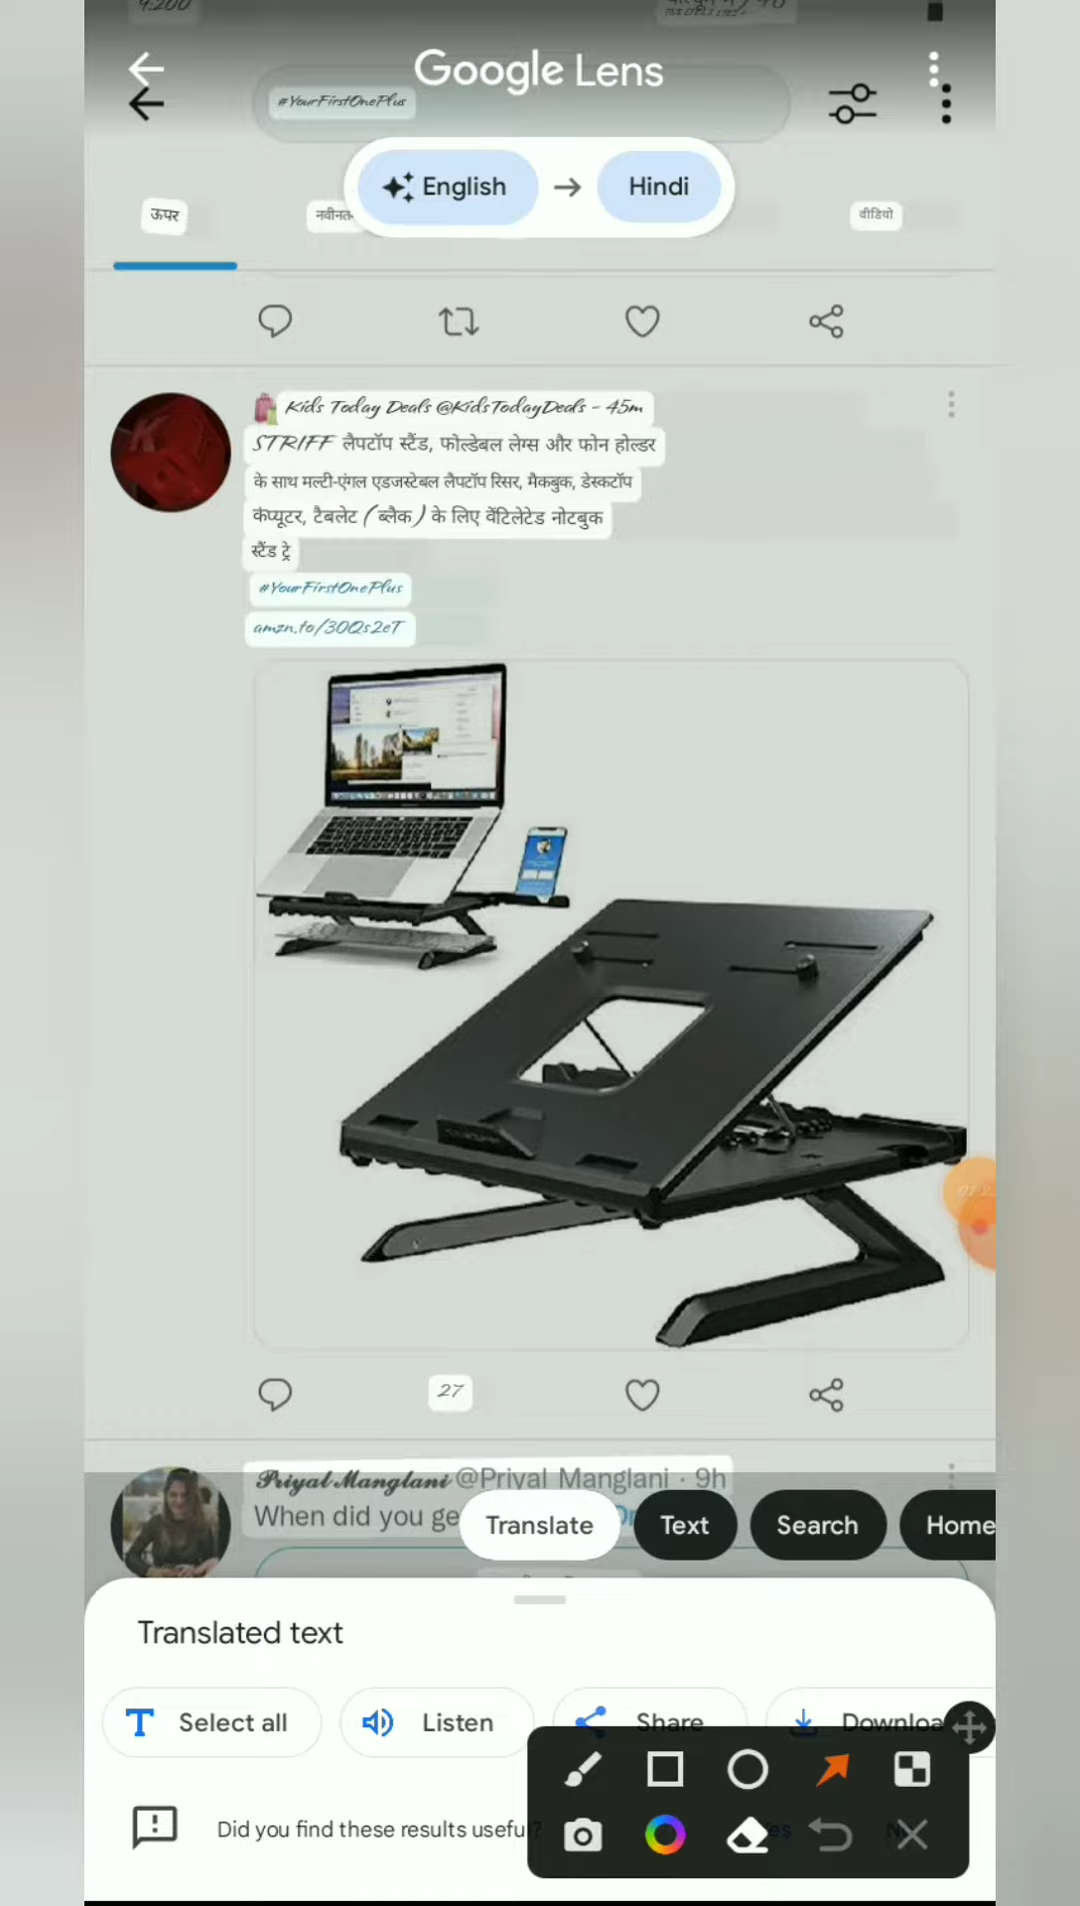 Google Lens
#YourFirstOnePlus
English → Hindi
ऊपर
नवीनत
वीडियो
Kids Today Deals @KidsTodayDeals - 45m
STRIFF लैपटॉप स्टैंड, फोल्डेबल लेग्स और फोन होल्डर
के साथ मल्टी-एंगल एडजस्टेबल लैपटॉप रिसर, मैकबुक, डेस्कटॉप
कंप्यूटर, टैबलेट (ब्लैक) के लिए वेंटिलेटेड नोटबुक
स्टैंड ट्रे
#YourFirstOnePlus
amzn.to/30Qs2eT
27
Priyal Manglani @Priyal Manglani · 9h
When did you ge
Translate
Text
Search
Home
Translated text
Select all
Listen
Share
Downloa
Did you find these results useful?